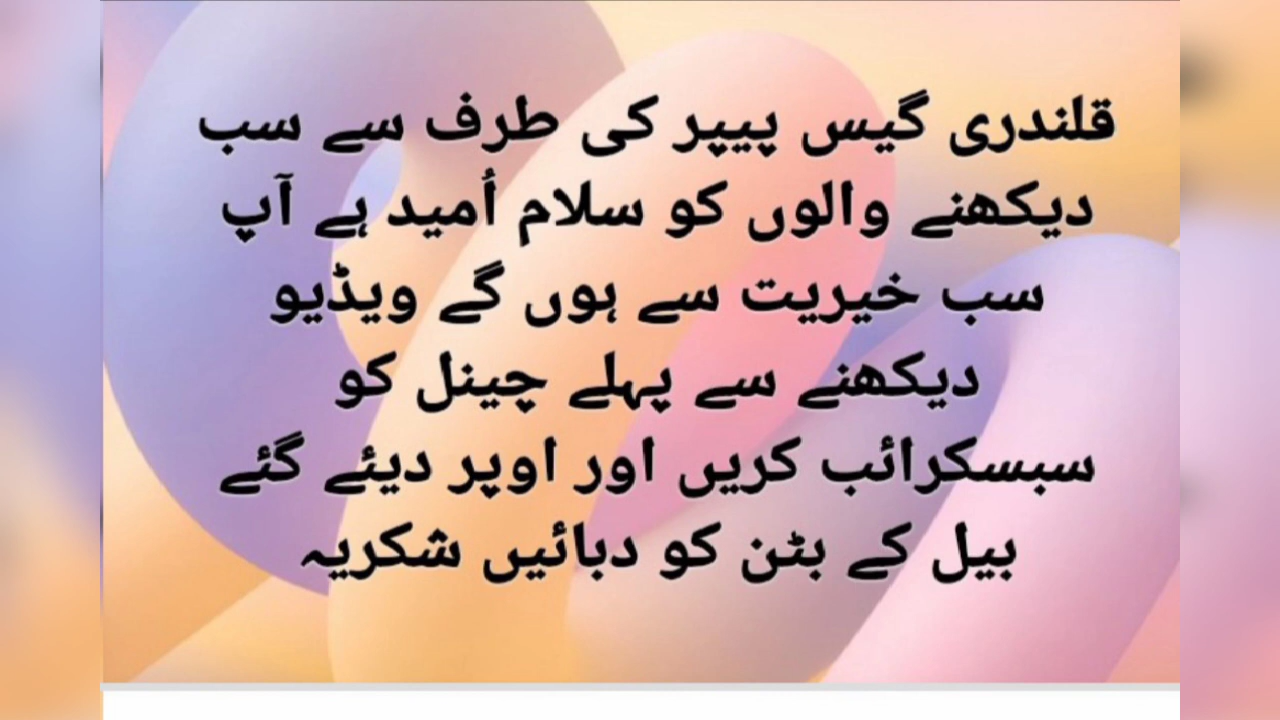 قلندری گیس پیپر کی طرف سے سب
دیکھنے والوں کو سلام اُمید ہے آپ
سب خیریت سے ہوں گے ویڈیو
دیکھنے سے پہلے چینل کو
سبسکرائب کریں اور اوپر دیئے گئے
بیل کے بٹن کو دبائیں شکریہ